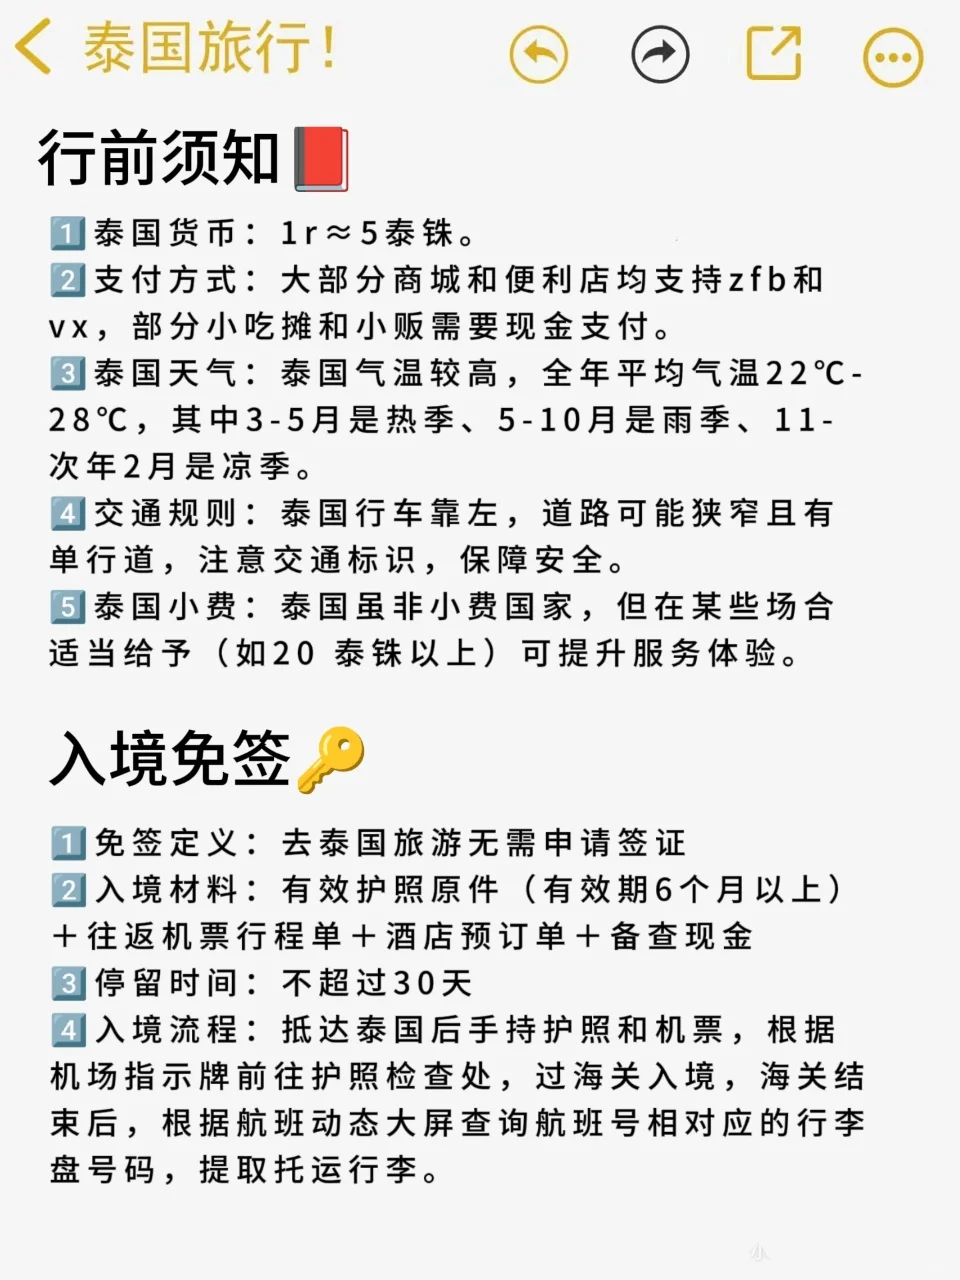 泰国旅行！
行前须知
1 泰国货币：1r≈5泰铢。
2 支付方式：大部分商城和便利店均支持zfb和
vx，部分小吃摊和小贩需要现金支付。
3 泰国天气：泰国气温较高，全年平均气温22℃-
28℃，其中3-5月是热季、5-10月是雨季、11-
次年2月是凉季。
4 交通规则：泰国行车靠左，道路可能狭窄且有
单行道，注意交通标识，保障安全。
5 泰国小费：泰国虽非小费国家，但在某些场合
适当给予（如20 泰铢以上）可提升服务体验。
入境免签
1 免签定义：去泰国旅游无需申请签证
2 入境材料：有效护照原件（有效期6个月以上）
＋往返机票行程单＋酒店预订单＋备查现金
3 停留时间：不超过30天
4 入境流程：抵达泰国后手持护照和机票，根据
机场指示牌前往护照检查处，过海关入境，海关结
束后，根据航班动态大屏查询航班号相对应的行李
盘号码，提取托运行李。
小